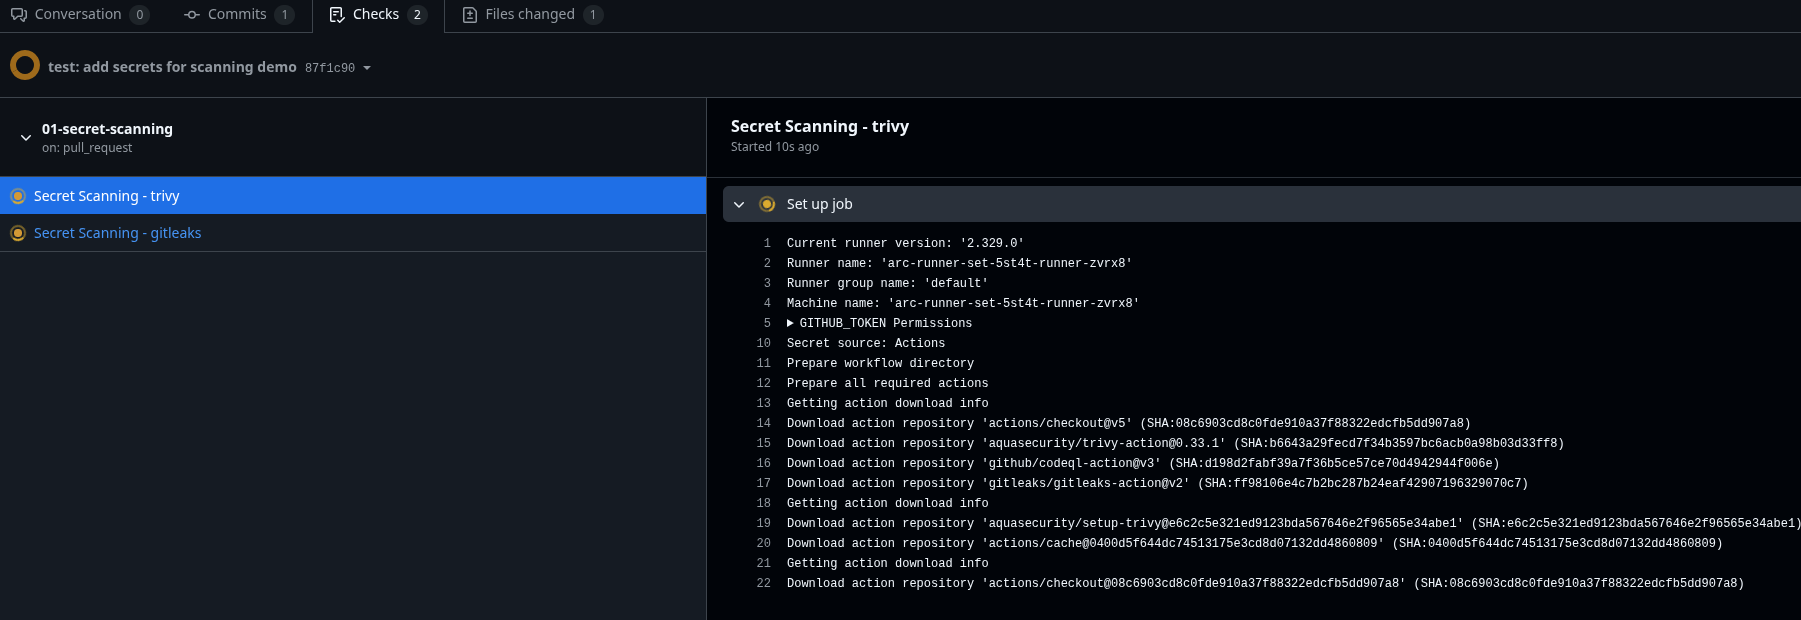 Conversation 0 Commits 1 Checks 2 Files changed 1
test: add secrets for scanning demo 87f1c90
01-secret-scanning
on: pull_request
Secret Scanning - trivy
Secret Scanning - gitleaks
Secret Scanning - trivy
Started 10s ago
Set up job
1 Current runner version: '2.329.0'
2 Runner name: 'arc-runner-set-5st4t-runner-zvrx8'
3 Runner group name: 'default'
4 Machine name: 'arc-runner-set-5st4t-runner-zvrx8'
5 ▶ GITHUB_TOKEN Permissions
10 Secret source: Actions
11 Prepare workflow directory
12 Prepare all required actions
13 Getting action download info
14 Download action repository 'actions/checkout@v5' (SHA:08c6903cd8c0fde910a37f88322edcfb5dd907a8)
15 Download action repository 'aquasecurity/trivy-action@0.33.1' (SHA:b6643a29fecd7f34b3597bc6acb0a98b03d33ff8)
16 Download action repository 'github/codeql-action@v3' (SHA:d198d2fabf39a7f36b5ce57ce70d4942944f006e)
17 Download action repository 'gitleaks/gitleaks-action@v2' (SHA:ff98106e4c7b2bc287b24eaf42907196329070c7)
18 Getting action download info
19 Download action repository 'aquasecurity/setup-trivy@e6c2c5e321ed9123bda567646e2f96565e34abe1' (SHA:e6c2c5e321ed9123bda567646e2f96565e34abe1)
20 Download action repository 'actions/cache@0400d5f644dc74513175e3cd8d07132dd4860809' (SHA:0400d5f644dc74513175e3cd8d07132dd4860809)
21 Getting action download info
22 Download action repository 'actions/checkout@08c6903cd8c0fde910a37f88322edcfb5dd907a8' (SHA:08c6903cd8c0fde910a37f88322edcfb5dd907a8)